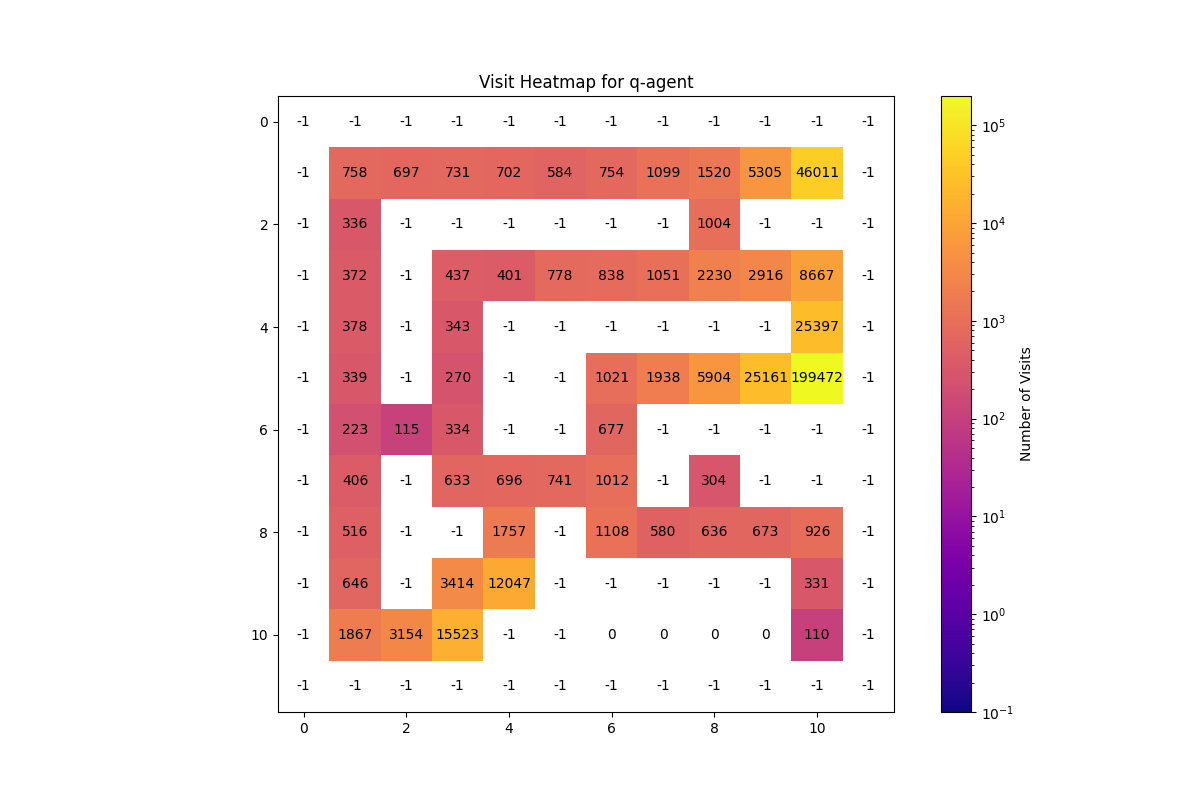 Visit Heatmap for q-agent
0 -1 -1 -1 -1 -1 -1 -1 -1 -1 -1 -1 -1
-1 758 697 731 702 584 754 1099 1520 5305 46011 -1
2 -1 336 -1 -1 -1 -1 -1 -1 1004 -1 -1 -1
-1 372 -1 437 401 778 838 1051 2230 2916 8667 -1
4 -1 378 -1 343 -1 -1 -1 -1 -1 -1 25397 -1
-1 339 -1 270 -1 -1 1021 1938 5904 25161 199472 -1
6 -1 223 115 334 -1 -1 677 -1 -1 -1 -1 -1
-1 406 -1 633 696 741 1012 -1 304 -1 -1 -1
8 -1 516 -1 -1 1757 -1 1108 580 636 673 926 -1
-1 646 -1 3414 12047 -1 -1 -1 -1 -1 331 -1
10 -1 1867 3154 15523 -1 -1 0 0 0 0 110 -1
-1 -1 -1 -1 -1 -1 -1 -1 -1 -1 -1 -1
0 2 4 6 8 10
10⁵
10⁴
10³
10²
10¹
10⁰
10⁻¹
Number of Visits